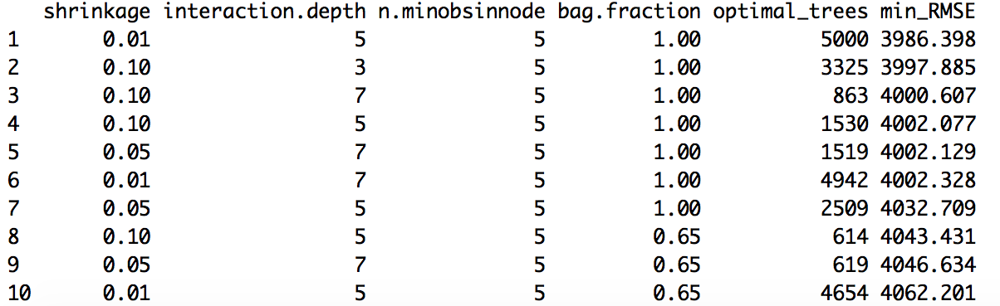 shrinkage interaction.depth n.minobsinnode bag.fraction optimal_trees min_RMSE
1 0.01 5 5 1.00 5000 3986.398
2 0.10 3 5 1.00 3325 3997.885
3 0.10 7 5 1.00 863 4000.607
4 0.10 5 5 1.00 1530 4002.077
5 0.05 7 5 1.00 1519 4002.129
6 0.01 7 5 1.00 4942 4002.328
7 0.05 5 5 1.00 2509 4032.709
8 0.10 5 5 0.65 614 4043.431
9 0.05 7 5 0.65 619 4046.634
10 0.01 5 5 0.65 4654 4062.201